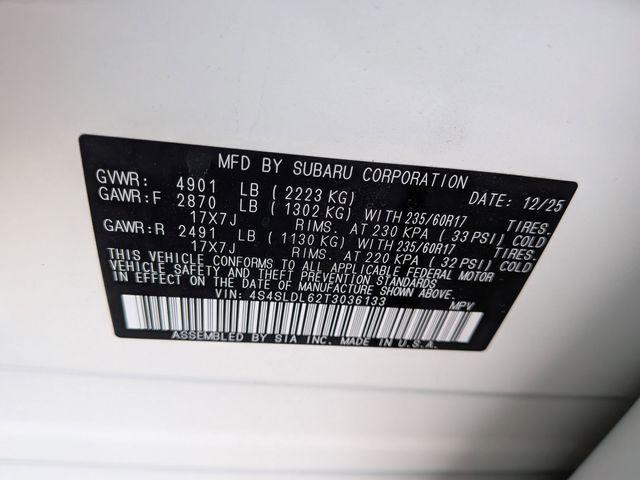 MFD BY SUBARU CORPORATION DATE: 12/25
GVWR: 4901 LB (2223 KG)
GAWR:F 2870 LB (1302 KG) WITH 235/60R17 TIRES.
17X7J RIMS. AT 230 KPA (33 PSI) COLD
GAWR:R 2491 LB (1130 KG) WITH 235/60R17 TIRES.
17X7J RIMS. AT 220 KPA (32 PSI) COLD
THIS VEHICLE CONFORMS TO ALL APPLICABLE FEDERAL MOTOR
VEHICLE SAFETY AND THEFT PREVENTION STANDARDS
IN EFFECT ON THE DATE OF MANUFACTURE SHOWN ABOVE.
VIN: 4S4SLDL62T3036133 MPV
ASSEMBLED BY SIA INC. MADE IN U.S.A.